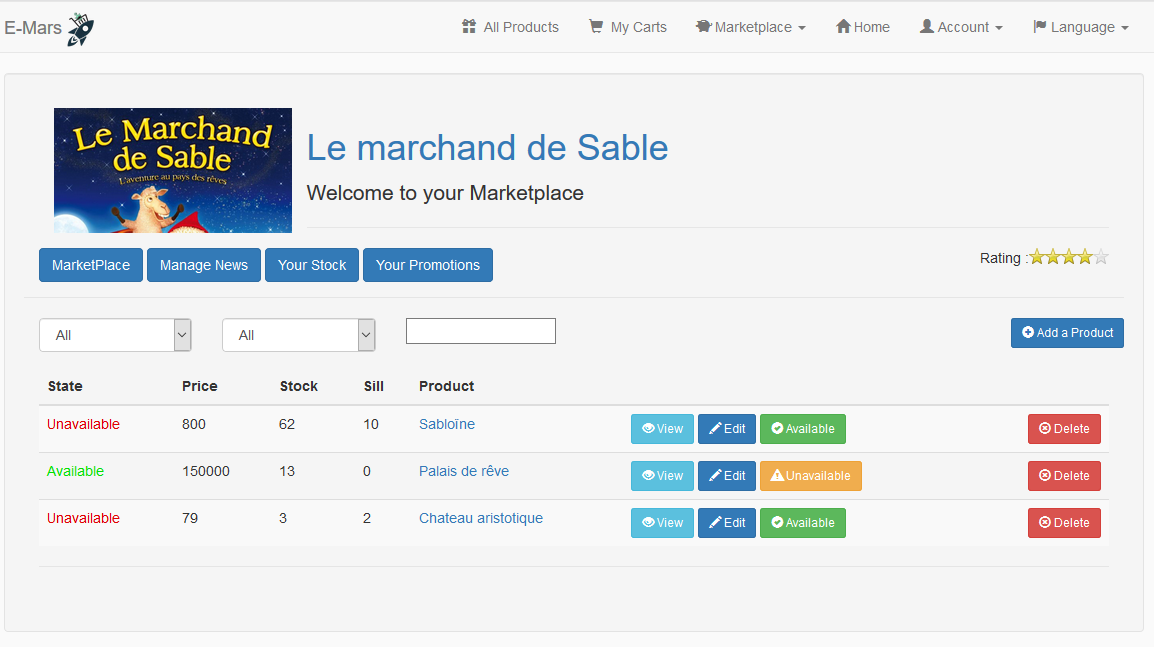 E-Mars
All Products
My Carts
Marketplace
Home
Account
Language
Le Marchand
de Sable
L'aventure au pays des rêves
Le marchand de Sable
Welcome to your Marketplace
MarketPlace
Manage News
Your Stock
Your Promotions
Rating :
All
All
Add a Product
State Price Stock Sill Product
Unavailable 800 62 10 Sabloïne View Edit Available Delete
Available 150000 13 0 Palais de rêve View Edit Unavailable Delete
Unavailable 79 3 2 Chateau aristotique View Edit Available Delete